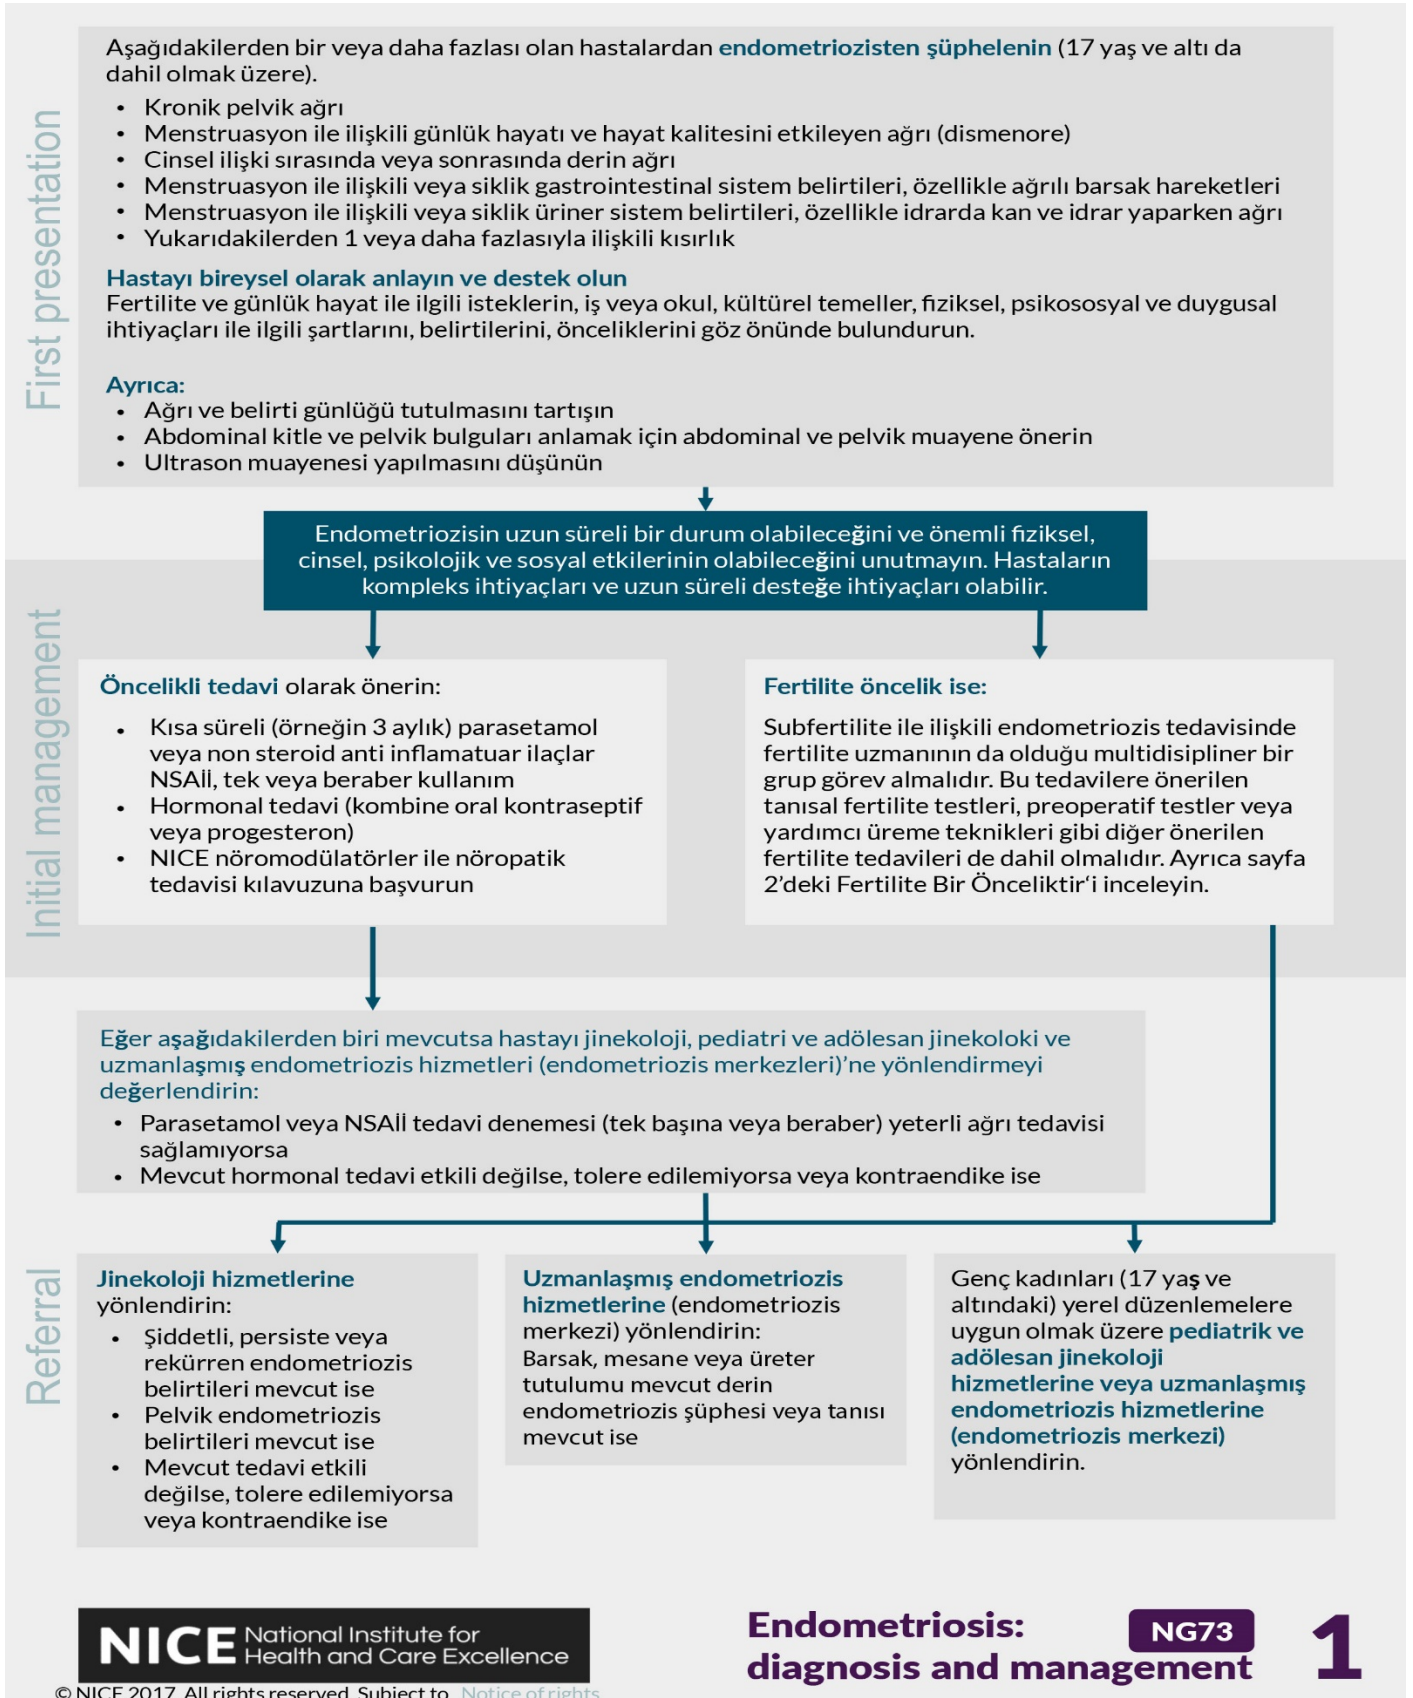 First presentation
Aşağıdakilerden bir veya daha fazlası olan hastalardan endometriozisten şüphelenin (17 yaş ve altı da
dahil olmak üzere).
• Kronik pelvik ağrı
• Menstruasyon ile ilişkili günlük hayatı ve hayat kalitesini etkileyen ağrı (dismenore)
• Cinsel ilişki sırasında veya sonrasında derin ağrı
• Menstruasyon ile ilişkili veya siklik gastrointestinal sistem belirtileri, özellikle ağrılı barsak hareketleri
• Menstruasyon ile ilişkili veya siklik üriner sistem belirtileri, özellikle idrarda kan ve idrar yaparken ağrı
• Yukarıdakilerden 1 veya daha fazlasıyla ilişkili kısırlık
Hastayı bireysel olarak anlayın ve destek olun
Fertilite ve günlük hayat ile ilgili isteklerin, iş veya okul, kültürel temeller, fiziksel, psikososyal ve duygusal
ihtiyaçları ile ilgili şartlarını, belirtilerini, önceliklerini göz önünde bulundurun.
Ayrıca:
• Ağrı ve belirti günlüğü tutulmasını tartışın
• Abdominal kitle ve pelvik bulguları anlamak için abdominal ve pelvik muayene önerin
• Ultrason muayenesi yapılmasını düşünün
Endometriozisin uzun süreli bir durum olabileceğini ve önemli fiziksel,
cinsel, psikolojik ve sosyal etkilerinin olabileceğini unutmayın. Hastaların
kompleks ihtiyaçları ve uzun süreli desteğe ihtiyaçları olabilir.
Initial management
Öncelikli tedavi olarak önerin:
• Kısa süreli (örneğin 3 aylık) parasetamol
veya non steroid anti inflamatuar ilaçlar
NSAİİ, tek veya beraber kullanım
• Hormonal tedavi (kombine oral kontraseptif
veya progesteron)
• NICE nöromodülatörler ile nöropatik
tedavisi kılavuzuna başvurun
Fertilite öncelik ise:
Subfertilite ile ilişkili endometriozis tedavisinde
fertilite uzmanının da olduğu multidisipliner bir
grup görev almalıdır. Bu tedavilere önerilen
tanısal fertilite testleri, preoperatif testler veya
yardımcı üreme teknikleri gibi diğer önerilen
fertilite tedavileri de dahil olmalıdır. Ayrıca sayfa
2’deki Fertilite Bir Önceliktir‘i inceleyin.
Referral
Eğer aşağıdakilerden biri mevcutsa hastayı jinekoloji, pediatri ve adölesan jinekoloki ve
uzmanlaşmış endometriozis hizmetleri (endometriozis merkezleri)’ne yönlendirmeyi
değerlendirin:
• Parasetamol veya NSAİİ tedavi denemesi (tek başına veya beraber) yeterli ağrı tedavisi
sağlamıyorsa
• Mevcut hormonal tedavi etkili değilse, tolere edilemiyorsa veya kontraendike ise
Jinekoloji hizmetlerine
yönlendirin:
• Şiddetli, persiste veya
rekürren endometriozis
belirtileri mevcut ise
• Pelvik endometriozis
belirtileri mevcut ise
• Mevcut tedavi etkili
değilse, tolere edilemiyorsa
veya kontraendike ise
Uzmanlaşmış endometriozis
hizmetlerine (endometriozis
merkezi) yönlendirin:
Barsak, mesane veya üreter
tutulumu mevcut derin
endometriozis şüphesi veya tanısı
mevcut ise
Genç kadınları (17 yaş ve
altındaki) yerel düzenlemelere
uygun olmak üzere pediatrik ve
adölesan jinekoloji
hizmetlerine veya uzmanlaşmış
endometriozis hizmetlerine
(endometriozis merkezi)
yönlendirin.
NICE National Institute for
Health and Care Excellence
© NICE 2017. All rights reserved. Subject to Notice of rights
Endometriosis:
diagnosis and management
NG73
1